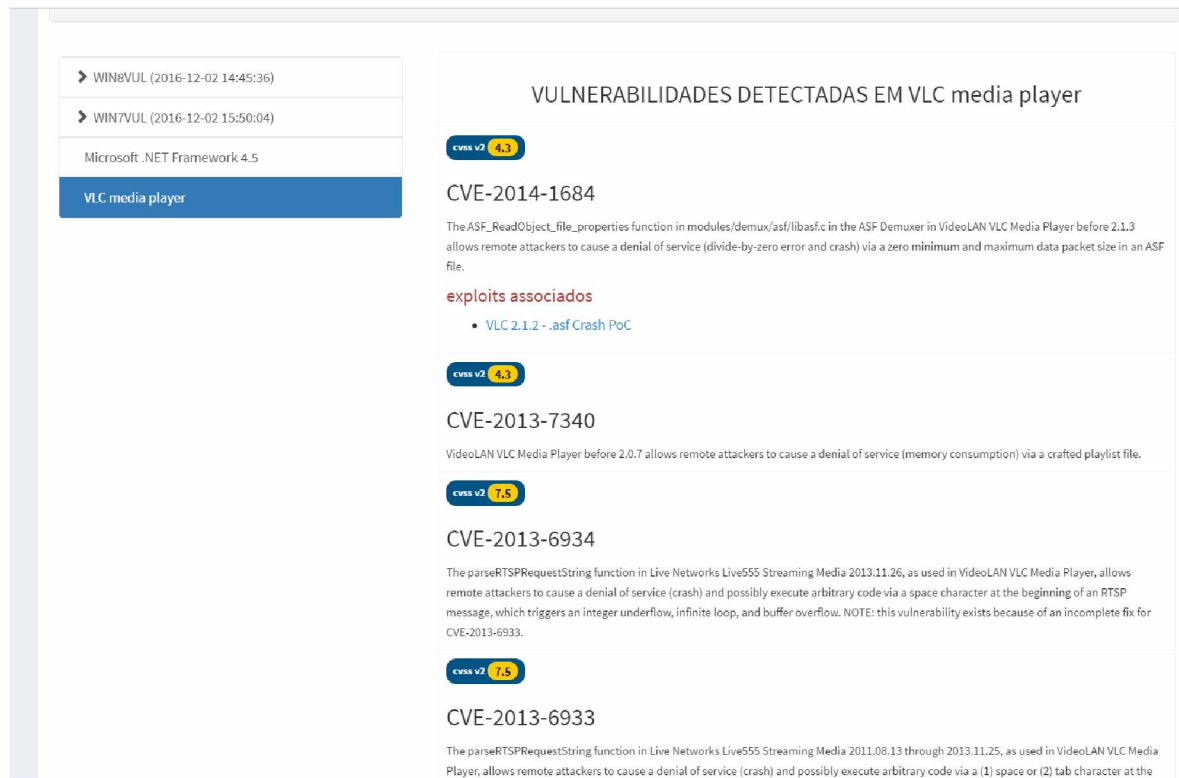 WIN8VUL (2016-12-02 14:45:36)
WIN7VUL (2016-12-02 15:50:04)
Microsoft .NET Framework 4.5
VLC media player
VULNERABILIDADES DETECTADAS EM VLC media player
cvss v2 4.3
CVE-2014-1684
The ASF_ReadObject_file_properties function in modules/demux/asf/libasf.c in the ASF Demuxer in VideoLAN VLC Media Player before 2.1.3
allows remote attackers to cause a denial of service (divide-by-zero error and crash) via a zero minimum and maximum data packet size in an ASF
file.
exploits associados
• VLC 2.1.2 - .asf Crash PoC
cvss v2 4.3
CVE-2013-7340
VideoLAN VLC Media Player before 2.0.7 allows remote attackers to cause a denial of service (memory consumption) via a crafted playlist file.
cvss v2 7.5
CVE-2013-6934
The parseRTSPRequestString function in Live Networks Live555 Streaming Media 2013.11.26, as used in VideoLAN VLC Media Player, allows
remote attackers to cause a denial of service (crash) and possibly execute arbitrary code via a space character at the beginning of an RTSP
message, which triggers an integer underflow, infinite loop, and buffer overflow. NOTE: this vulnerability exists because of an incomplete fix for
CVE-2013-6933.
cvss v2 7.5
CVE-2013-6933
The parseRTSPRequestString function in Live Networks Live555 Streaming Media 2011.08.13 through 2013.11.25, as used in VideoLAN VLC Media
Player, allows remote attackers to cause a denial of service (crash) and possibly execute arbitrary code via a (1) space or (2) tab character at the